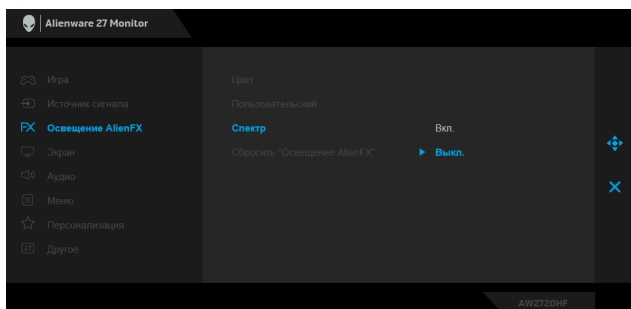 Alienware 27 Monitor
Игра
Источник сигнала
FX Освещение AlienFX
Экран
Аудио
Меню
Персонализация
Другое
Цвет
Пользовательский
Спектр Вкл.
Сбросить "Освещение AlienFX" Выкл.
AW2720HF